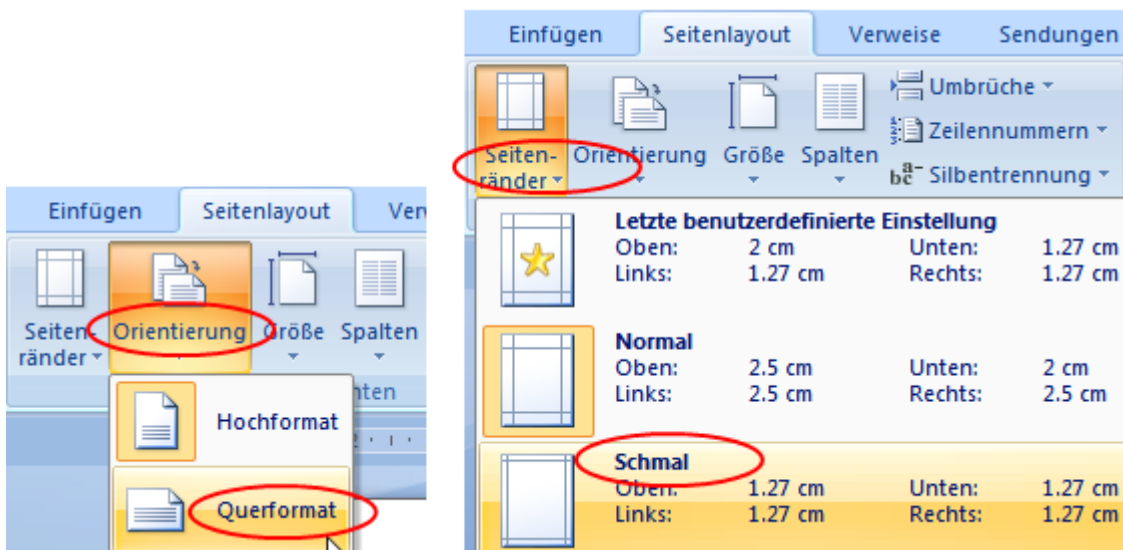 Einfügen Seitenlayout
Seiten-
ränder Orientierung Größe Spalten
Hochformat
Querformat
Einfügen Seitenlayout Verweise Sendungen
Umbrüche
Zeilennummern
Silbentrennung
Seiten-
ränder Orientierung Größe Spalten
Letzte benutzerdefinierte Einstellung
Oben: 2 cm Unten: 1.27 cm
Links: 1.27 cm Rechts: 1.27 cm
Normal
Oben: 2.5 cm Unten: 2 cm
Links: 2.5 cm Rechts: 2.5 cm
Schmal
Oben: 1.27 cm Unten: 1.27 cm
Links: 1.27 cm Rechts: 1.27 cm